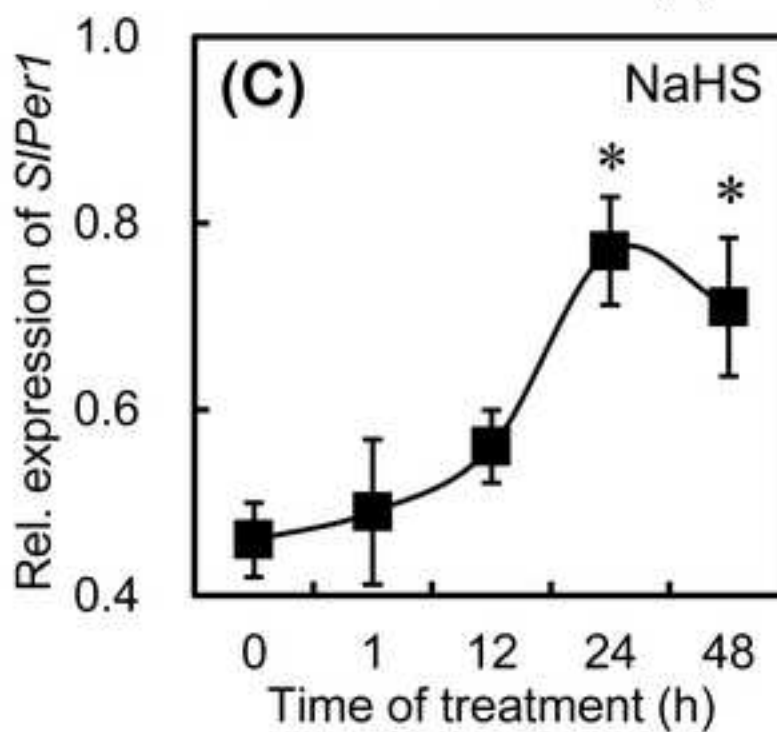 1.0
(C)
NaHS
*
0.8
*
0.6
0.4
0 1 12 24 48
Time of treatment (h)
Rel. expression of SlPer1